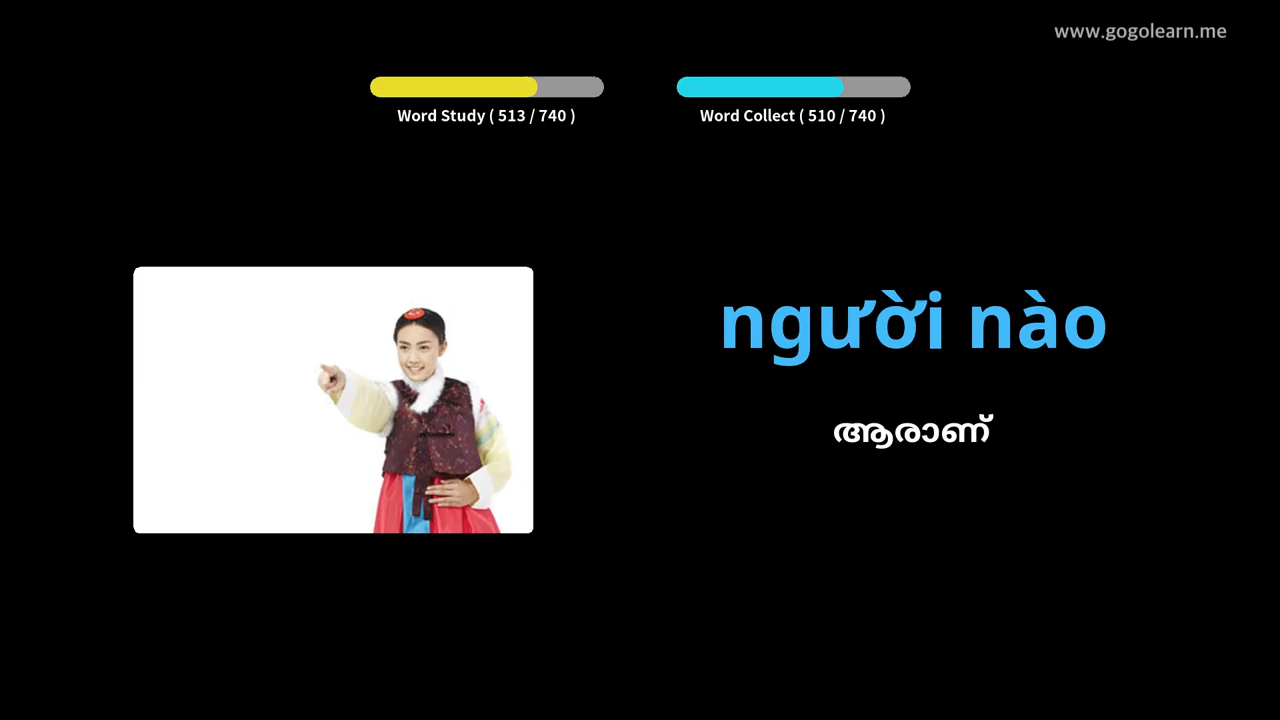 www.gogolearn.me
Word Study ( 513 / 740 )
Word Collect ( 510 / 740 )
người nào
ആരാണ്